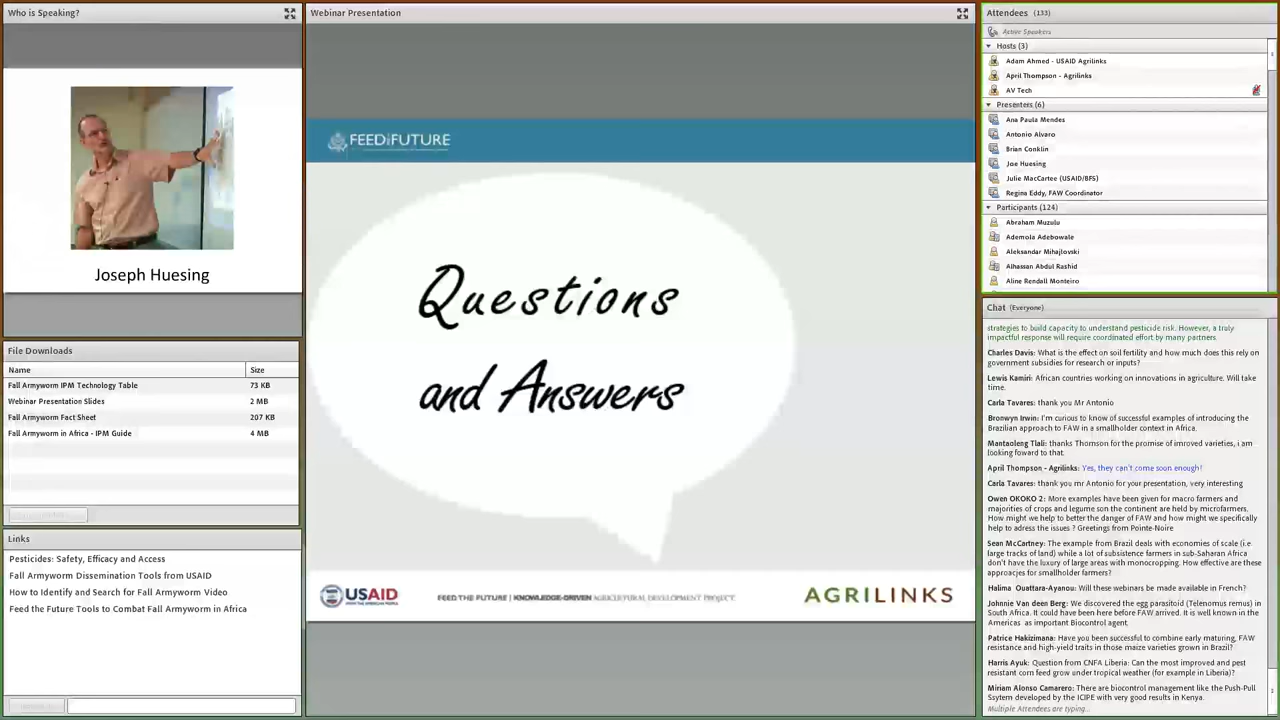 Who is Speaking?
Joseph Huesing
File Downloads
Name Size
Fall Armyworm IPM Technology Table 73 KB
Webinar Presentation Slides 2 MB
Fall Armyworm Fact Sheet 207 KB
Fall Armyworm in Africa - IPM Guide 4 MB
Links
Pesticides: Safety, Efficacy and Access
Fall Armyworm Dissemination Tools from USAID
How to Identify and Search for Fall Armyworm Video
Feed the Future Tools to Combat Fall Armyworm in Africa
Webinar Presentation
FEED THE FUTURE
Questions
and Answers
USAID
FROM THE AMERICAN PEOPLE
FEED THE FUTURE | KNOWLEDGE-DRIVEN AGRICULTURAL DEVELOPMENT PROJECT
AGRILINKS
Attendees (133)
Active Speakers
Hosts (3)
Adam Ahmed - USAID Agrilinks
April Thompson - Agrilinks
AV Tech
Presenters (6)
Ana Paula Mendes
Antonio Alvaro
Brian Conklin
Joe Huesing
Julie MacCartee (USAID/BFS)
Regina Eddy, FAW Coordinator
Participants (124)
Abraham Muzulu
Ademola Adebowale
Aleksandar Mihajlovski
Alhassan Abdul Rashid
Aline Rendall Monteiro
Chat (Everyone)
strategies to build capacity to understand pesticide risk. However, a truly
impactful response will require coordinated effort by many partners.
Charles Davis: What is the effect on soil fertility and how much does this rely on
government subsidies for research or inputs?
Lewis Kamiri: African countries working on innovations in agriculture. Will take
time.
Carla Tavares: thank you Mr Antonio
Bronwyn Irwin: I'm curious to know of successful examples of introducing the
Brazilian approach to FAW in a smallholder context in Africa.
Mantaoleng Tlali: thanks Thomson for the promise of imroved varieties, i am
looking foward to that.
April Thompson - Agrilinks: Yes, they can't come soon enough!
Carla Tavares: thank you mr Antonio for your presentation, very interesting
Owen OKOKO 2: More examples have been given for macro farmers and
majorities of crops and legume son the continent are held by microfarmers.
How might we help to better the danger of FAW and how might we specifically
help to adress the issues ? Greetings from Pointe-Noire
Sean McCartney: The example from Brazil deals with economies of scale (i.e
large tracks of land) while a lot of subsistence farmers in sub-Saharan Africa
don't have the luxury of large areas with monocropping. How effective are these
approacjes for smallholder farmers?
Halima Ouattara-Ayanou: Will these webinars be made available in French?
Johnnie Van deen Berg: We discovered the egg parasitoid (Telenomus remus) in
South Africa. It could have been here before FAW arrived. It is well known in the
Americas as important Biocontrol agent.
Patrice Hakizimana: Have you been successful to combine early maturing, FAW
resistance and high-yield traits in those maize varieties grown in Brazil?
Harris Ayuk: Question from CNFA Liberia: Can the most improved and pest
resistant corn feed grow under tropical weather (for example in Liberia)?
Miriam Alonso Camarero: There are biocontrol management like the Push-Pull
Ssytem developed by the ICIPE with very good results in Kenya.
Multiple Attendees are typing...